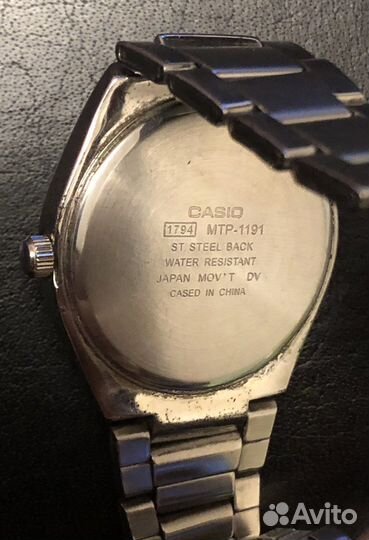 CASIO
1794 MTP-1191
ST STEEL BACK
WATER RESISTANT
JAPAN MOV'T DV
CASED IN CHINA
Avito